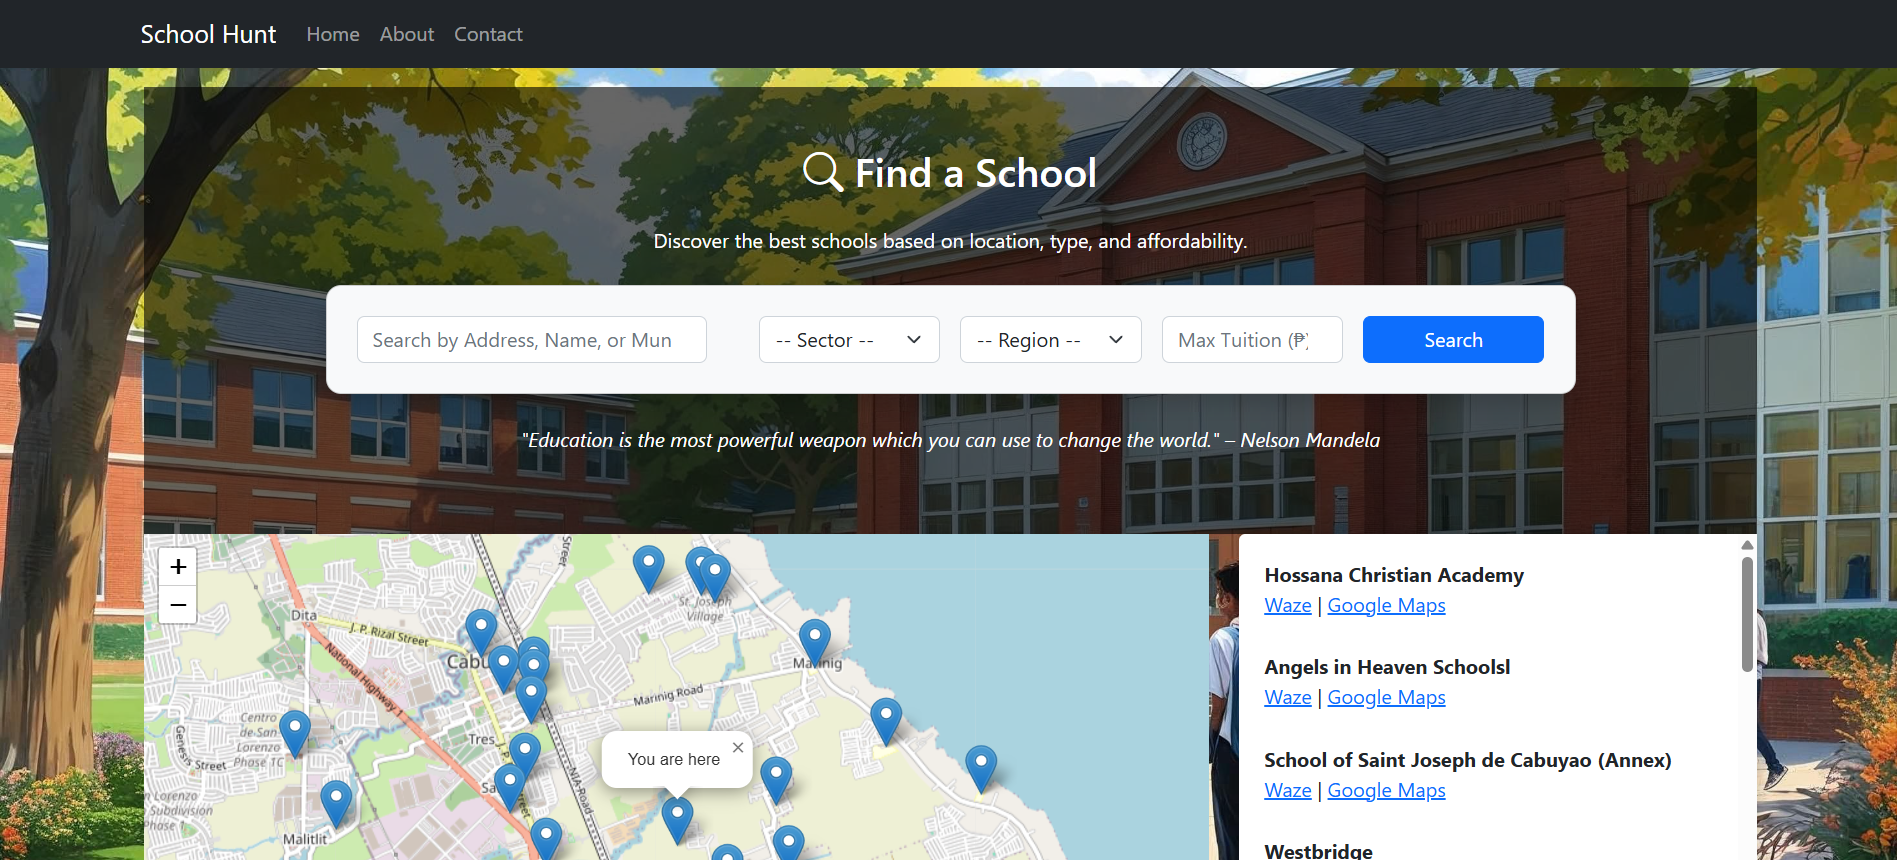 School Hunt Home About Contact
Find a School
Discover the best schools based on location, type, and affordability.
Search by Address, Name, or Mun
-- Sector --
-- Region --
Max Tuition (₱)
Search
"Education is the most powerful weapon which you can use to change the world." – Nelson Mandela
+
−
Street
Dita
J. P. Rizal Street
National Highway 1
St. Joseph
Village
Marinig Road
Centro
de San
Lorenzo
Phase TC
Genesis Street
Tres
NIA Road
You are here
×
Subdivision
Phase 1
Malitlit
Hossana Christian Academy
Waze | Google Maps
Angels in Heaven Schoolsl
Waze | Google Maps
School of Saint Joseph de Cabuyao (Annex)
Waze | Google Maps
Westbridge